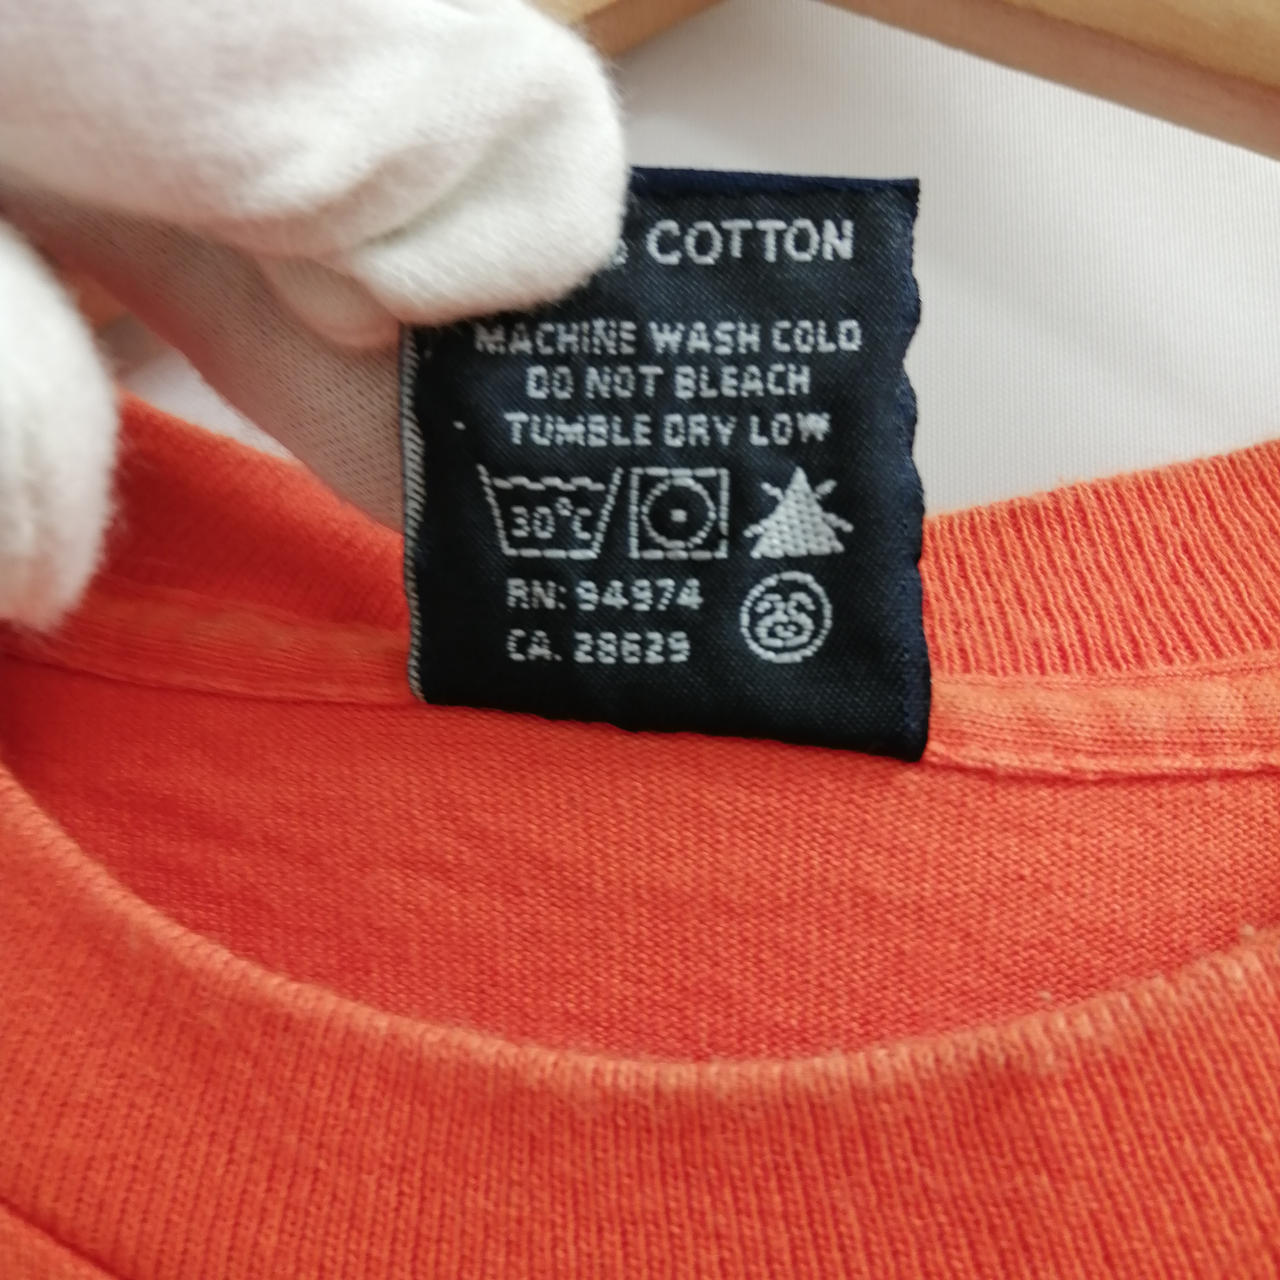 % COTTON
MACHINE WASH COLD
DO NOT BLEACH
TUMBLE DRY LOW
30°C
RN: 94974
CA. 28629